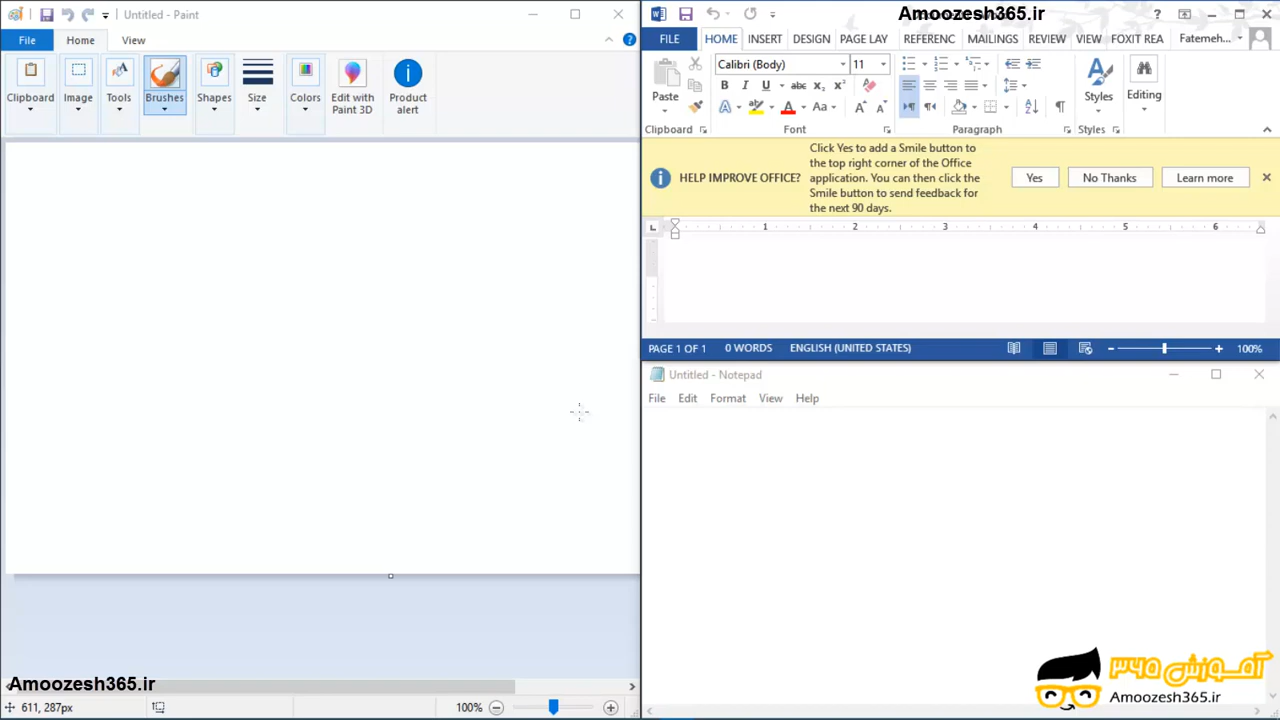 Untitled - Paint
File
Home
View
Clipboard
Image
Tools
Brushes
Shapes
Size
Colors
Edit with
Paint 3D
Product
alert
611, 287px
100%
Amoozesh365.ir
Amoozesh365.ir
FILE
HOME
INSERT
DESIGN
PAGE LAY
REFERENC
MAILINGS
REVIEW
VIEW
FOXIT REA
Fatemeh...
Paste
Calibri (Body)
11
Styles
Editing
Clipboard
Font
Paragraph
Styles
HELP IMPROVE OFFICE?
Click Yes to add a Smile button to
the top right corner of the Office
application. You can then click the
Smile button to send feedback for
the next 90 days.
Yes
No Thanks
Learn more
1 2 3 4 5 6
PAGE 1 OF 1
0 WORDS
ENGLISH (UNITED STATES)
100%
Untitled - Notepad
File
Edit
Format
View
Help
آموزش ۳۶۵
Amoozesh365.ir